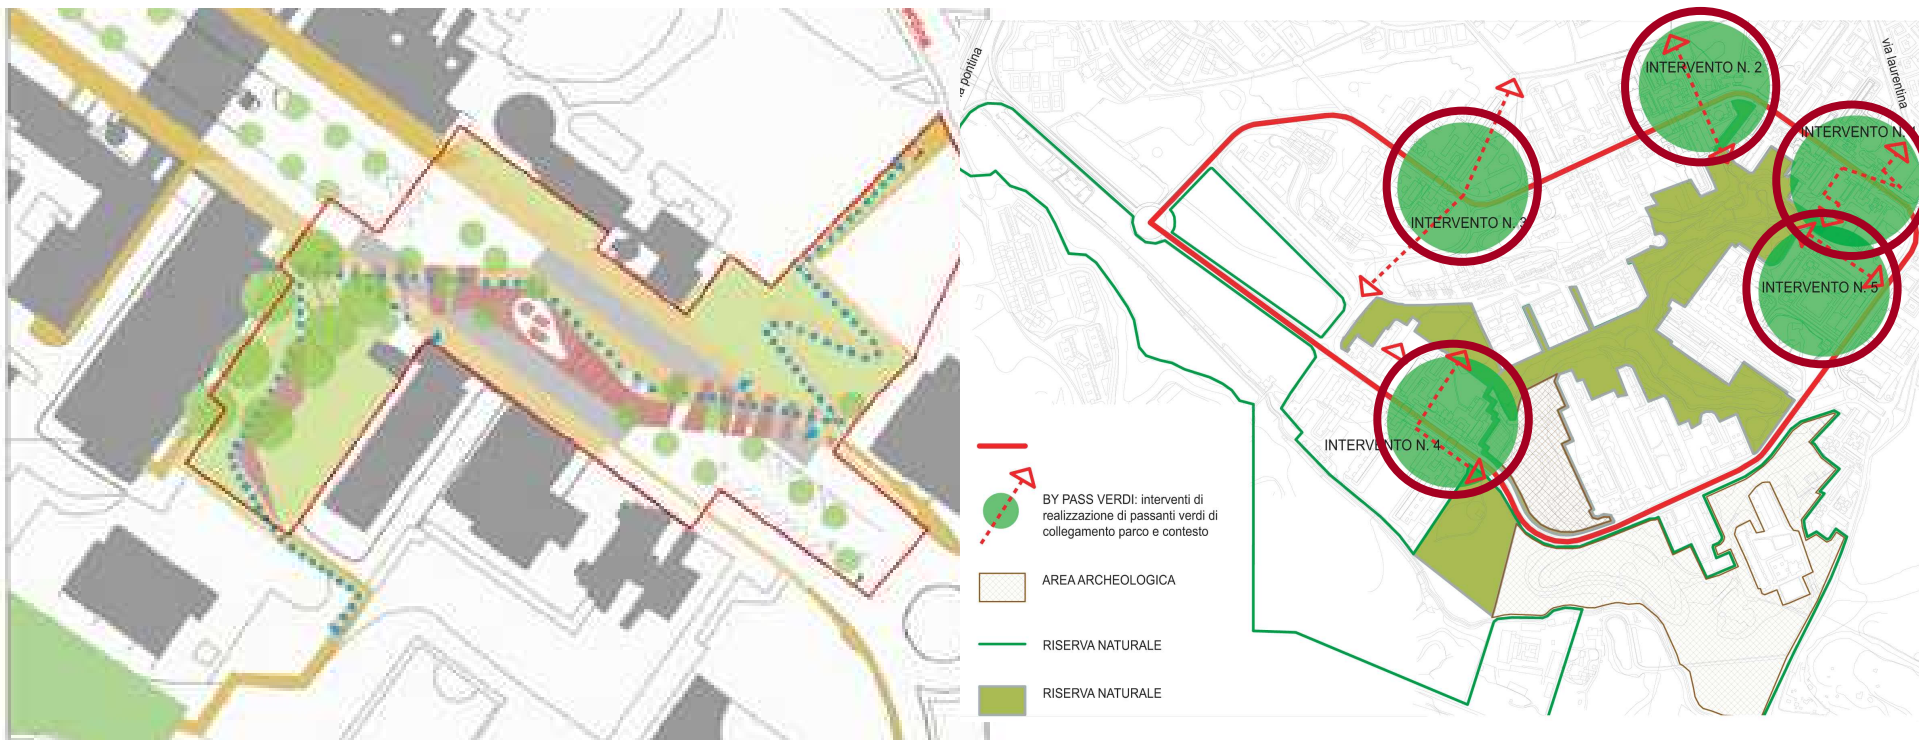 via laurentina
INTERVENTO N. 2
INTERVENTO N.
INTERVENTO N. 3
INTERVENTO N. 5
INTERVENTO N. 4
BY PASS VERDI: interventi di
realizzazione di passanti verdi di
collegamento parco e contesto
AREA ARCHEOLOGICA
RISERVA NATURALE
RISERVA NATURALE
pontina